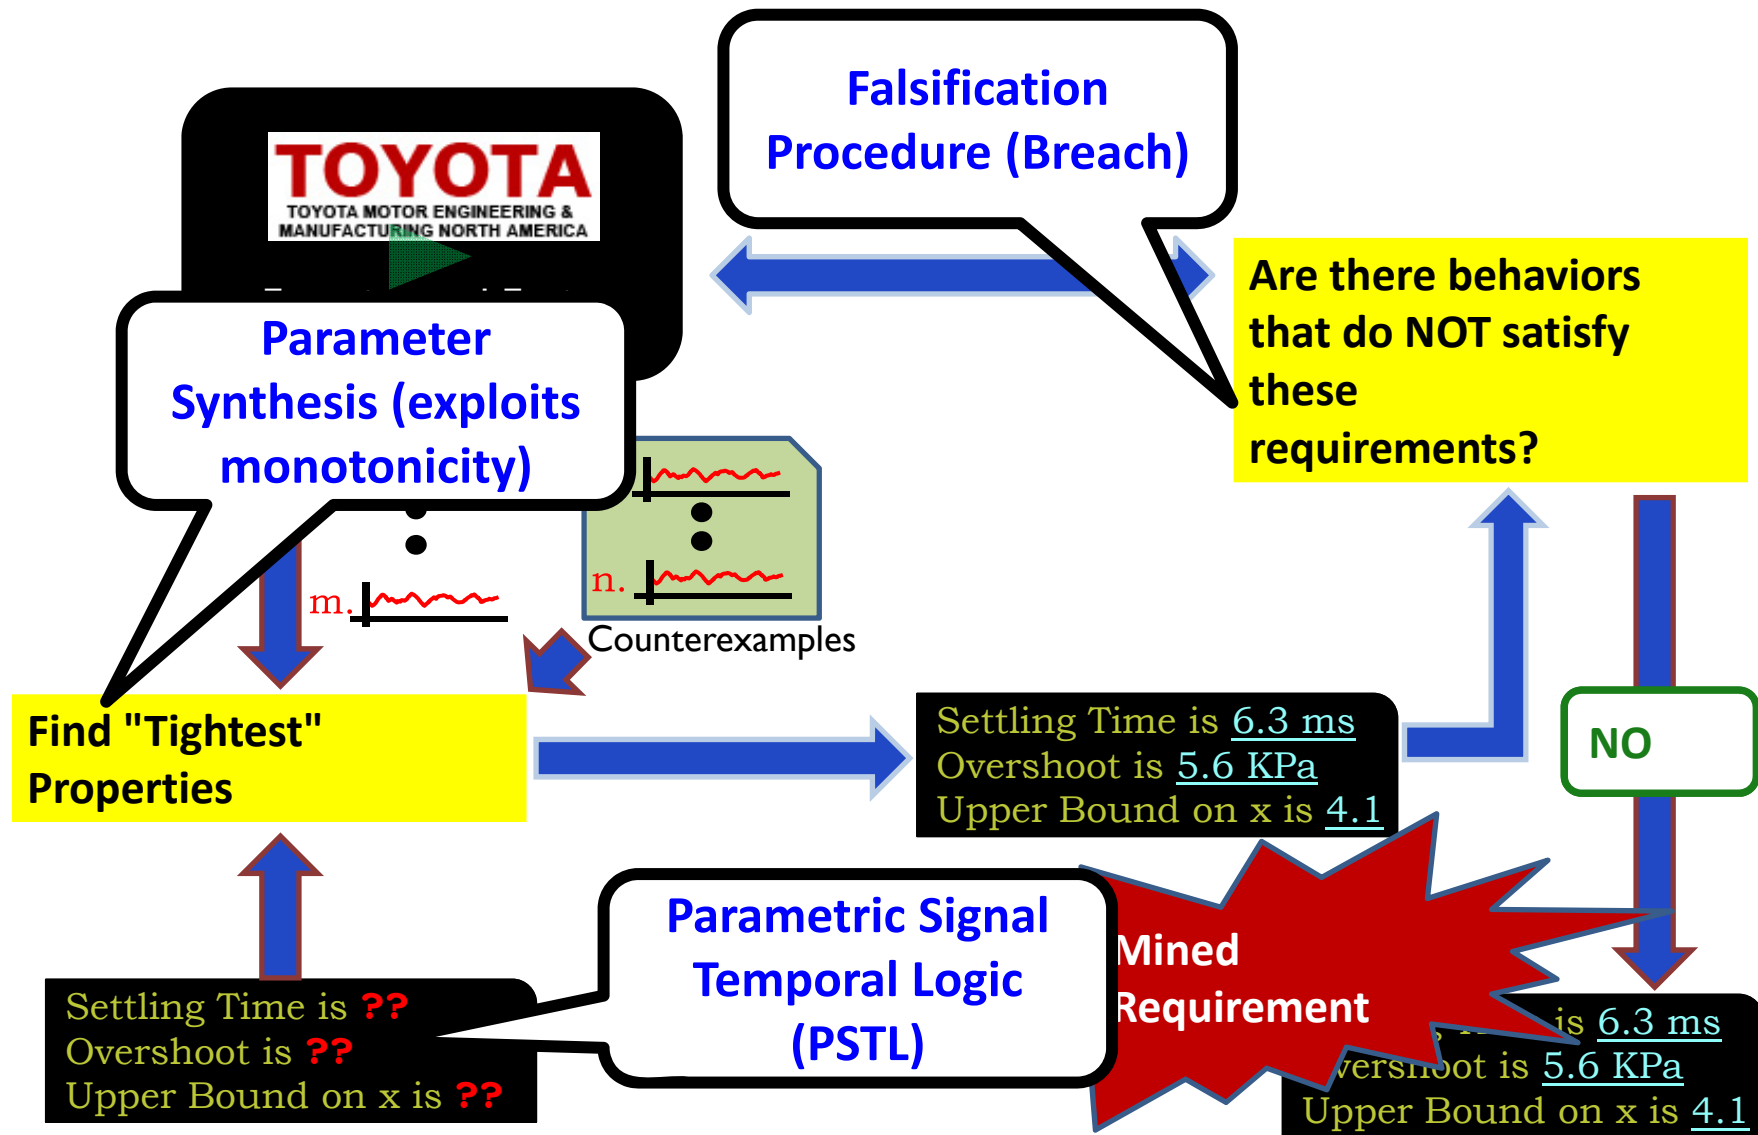 TOYOTA
TOYOTA MOTOR ENGINEERING &
MANUFACTURING NORTH AMERICA
Falsification
Procedure (Breach)
Are there behaviors
that do NOT satisfy
these
requirements?
Parameter
Synthesis (exploits
monotonicity)
m.
n.
Counterexamples
Find "Tightest"
Properties
Settling Time is 6.3 ms
Overshoot is 5.6 KPa
Upper Bound on x is 4.1
NO
Parametric Signal
Temporal Logic
(PSTL)
Mined
Requirement
Settling Time is ??
Overshoot is ??
Upper Bound on x is ??
is 6.3 ms
Overshoot is 5.6 KPa
Upper Bound on x is 4.1